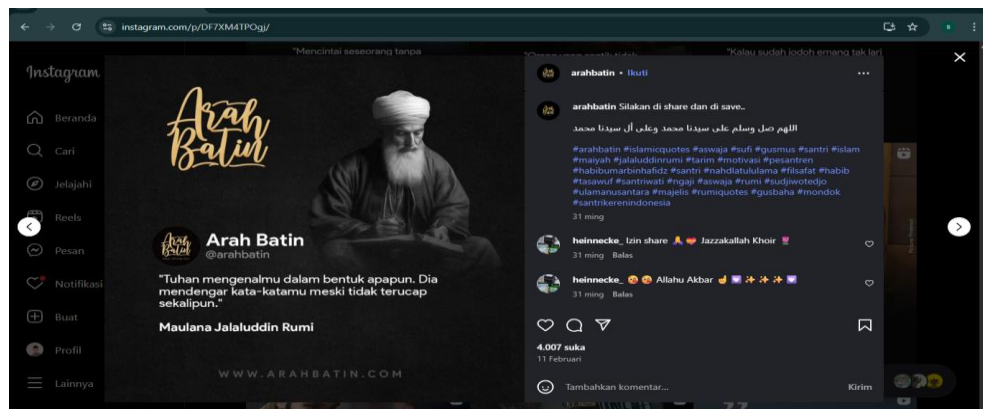 instagram.com/p/DF7XM4TPOgj/
"Mencintai seseorang tanpa
"Kalau sudah jodoh emang tak lari
Instagram
Beranda
Cari
Jelajahi
Reels
Pesan
Notifikasi
Buat
Profil
Lainnya
Arah
Batin
Arah Batin
@arahbatin
"Tuhan mengenalmu dalam bentuk apapun. Dia
mendengar kata-katamu meski tidak terucap
sekalipun."
Maulana Jalaluddin Rumi
WWW.ARAHBATIN.COM
arahbatin • Ikuti
arahbatin Silakan di share dan di save..
اللهم صل وسلم على سيدنا محمد وعلى أل سيدنا محمد
#arahbatin #islamicquotes #aswaja #sufi #gusmus #santri #islam
#maiyah #jalaluddinrumi #tarim #motivasi #pesantren
#habibumarbinhafidz #santri #nahdlatululama #filsafat #habib
#tasawuf #santriwati #ngaji #aswaja #rumi #sudjiwotedjo
#ulamanusantara #majelis #rumiquotes #gusbaha #mondok
#santrikerenindonesia
31 ming
heinnecke_ Izin share 🙏 ❤️ Jazzakallah Khoir 🌷
31 ming Balas
heinnecke_ 🥺 🥺 Allahu Akbar ☝️ 💟 ✨ ✨ ✨ 💟
31 ming Balas
4.007 suka
11 Februari
Tambahkan komentar...
Kirim